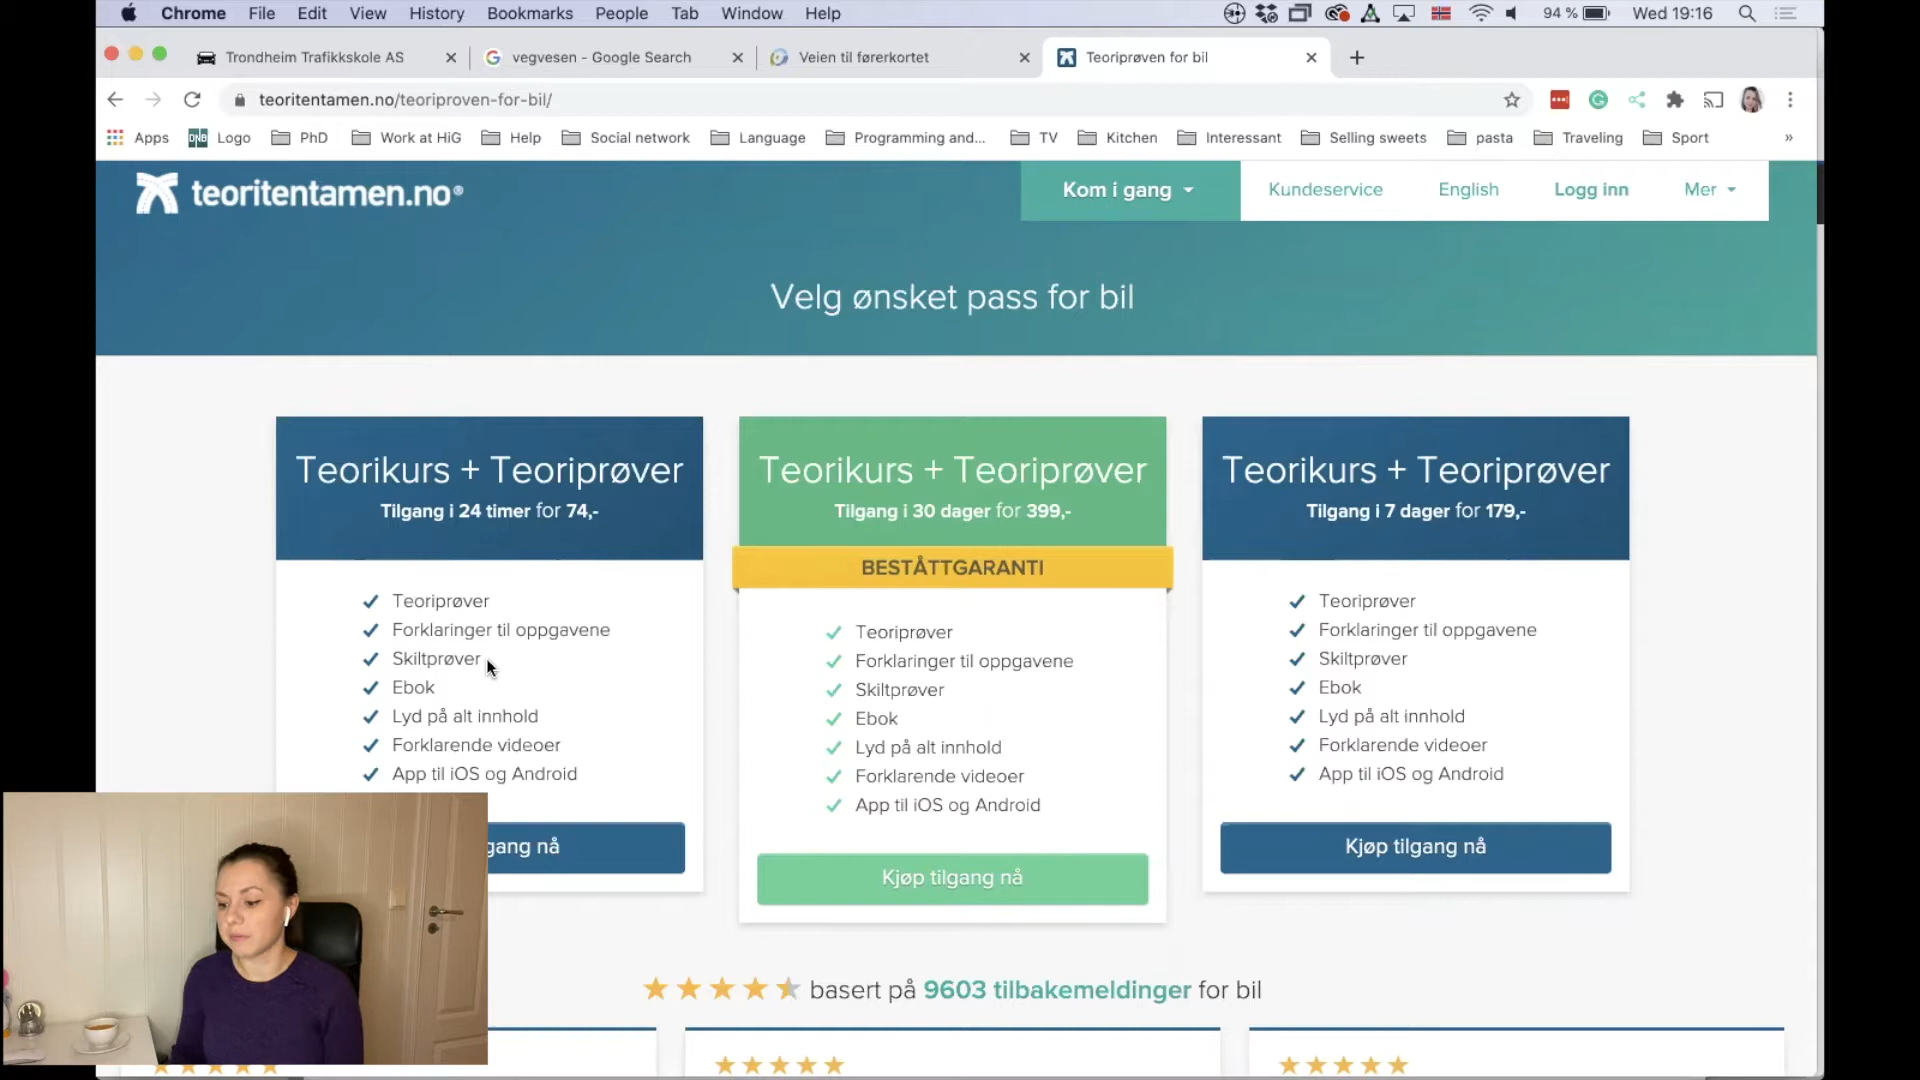 Chrome File Edit View History Bookmarks People Tab Window Help 94 % Wed 19:16
Trondheim Trafikkskole AS vegvesen - Google Search Veien til førerkortet Teoriprøven for bil
teoritentamen.no/teoriproven-for-bil/
Apps DNB Logo PhD Work at HiG Help Social network Language Programming and... TV Kitchen Interessant Selling sweets pasta Traveling Sport »
teoritentamen.no® Kom i gang Kundeservice English Logg inn Mer
Velg ønsket pass for bil
Teorikurs + Teoriprøver
Tilgang i 24 timer for 74,-
Teoriprøver
Forklaringer til oppgavene
Skiltprøver
Ebok
Lyd på alt innhold
Forklarende videoer
App til iOS og Android
gang nå
Teorikurs + Teoriprøver
Tilgang i 30 dager for 399,-
BESTÅTTGARANTI
Teoriprøver
Forklaringer til oppgavene
Skiltprøver
Ebok
Lyd på alt innhold
Forklarende videoer
App til iOS og Android
Kjøp tilgang nå
Teorikurs + Teoriprøver
Tilgang i 7 dager for 179,-
Teoriprøver
Forklaringer til oppgavene
Skiltprøver
Ebok
Lyd på alt innhold
Forklarende videoer
App til iOS og Android
Kjøp tilgang nå
basert på 9603 tilbakemeldinger for bil